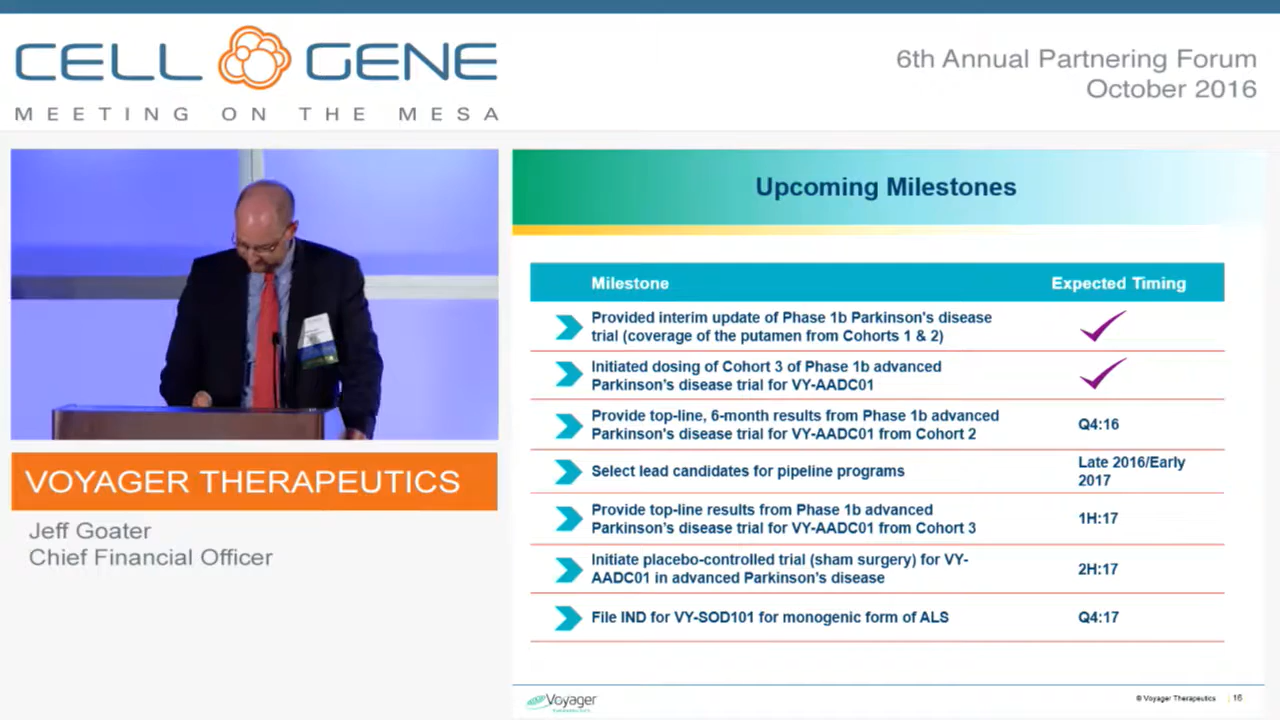 CELL GENE
MEETING ON THE MESA
6th Annual Partnering Forum
October 2016
VOYAGER THERAPEUTICS
Jeff Goater
Chief Financial Officer
Upcoming Milestones
Milestone Expected Timing
Provided interim update of Phase 1b Parkinson's disease
trial (coverage of the putamen from Cohorts 1 & 2)
Initiated dosing of Cohort 3 of Phase 1b advanced
Parkinson's disease trial for VY-AADC01
Provide top-line, 6-month results from Phase 1b advanced
Parkinson's disease trial for VY-AADC01 from Cohort 2
Q4:16
Select lead candidates for pipeline programs
Late 2016/Early
2017
Provide top-line results from Phase 1b advanced
Parkinson's disease trial for VY-AADC01 from Cohort 3
1H:17
Initiate placebo-controlled trial (sham surgery) for VY-
AADC01 in advanced Parkinson's disease
2H:17
File IND for VY-SOD101 for monogenic form of ALS
Q4:17
Voyager
© Voyager Therapeutics 16